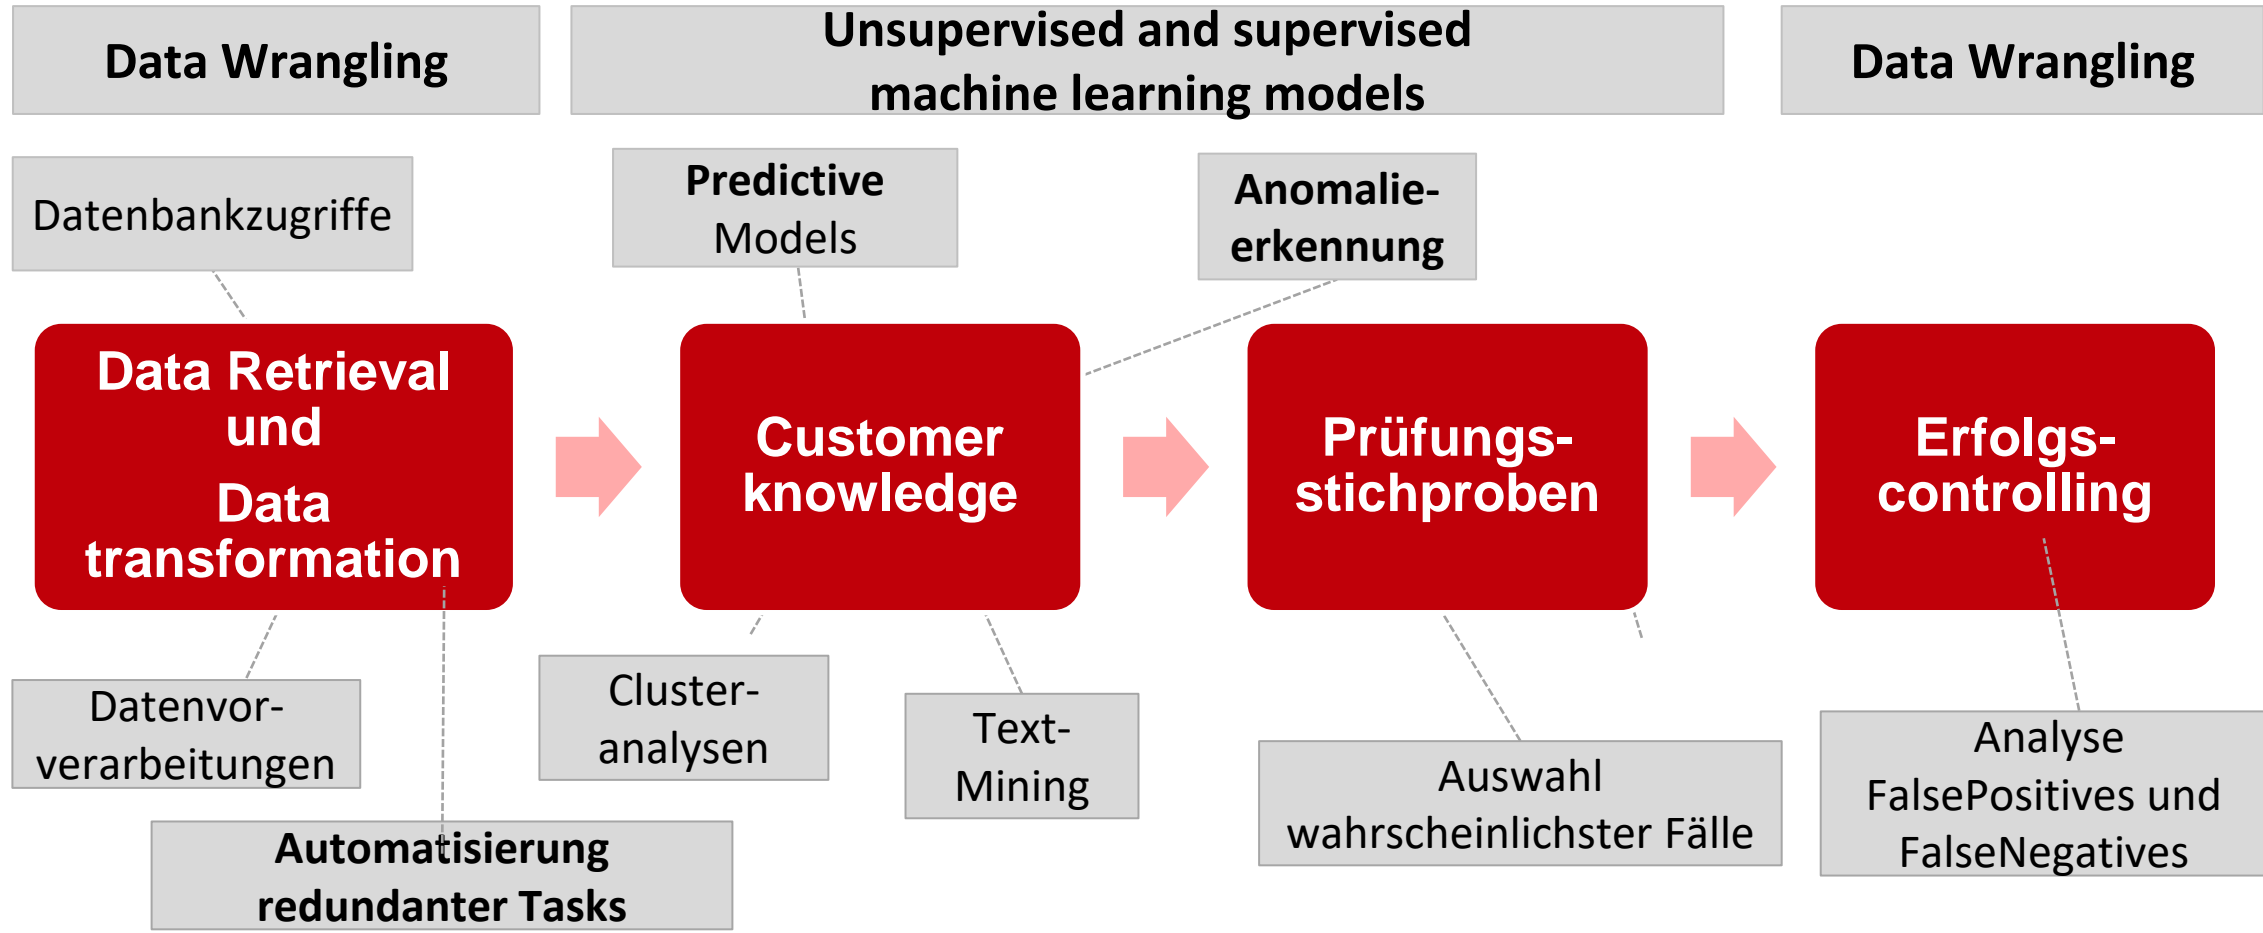 Data Wrangling
Unsupervised and supervised
machine learning models
Data Wrangling
Datenbankzugriffe
Predictive
Models
Anomalie-
erkennung
Data Retrieval
und
Data
transformation
Customer
knowledge
Prüfungs-
stichproben
Erfolgs-
controlling
Datenvor-
verarbeitungen
Cluster-
analysen
Text-
Mining
Auswahl
wahrscheinlichster Fälle
Analyse
FalsePositives und
FalseNegatives
Automatisierung
redundanter Tasks